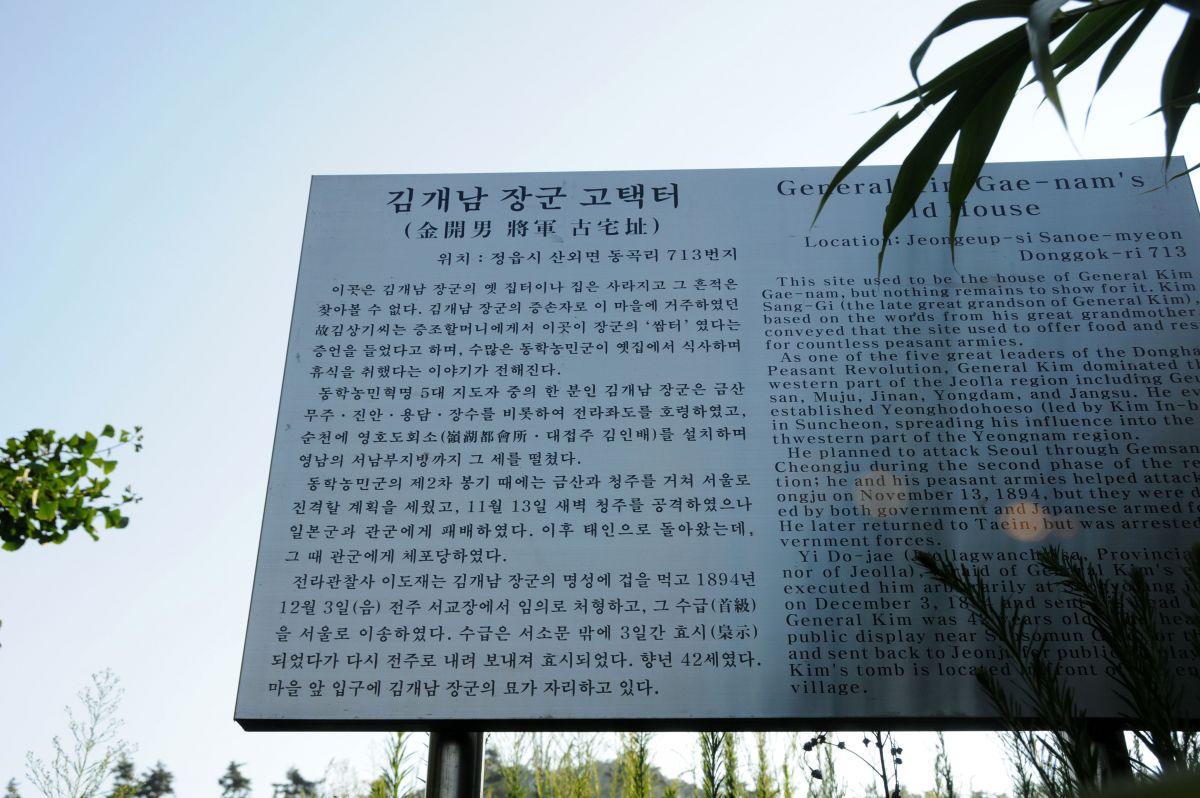 김개남 장군 고택터
(金開男 將軍 古宅址)
위치 : 정읍시 산외면 동곡리 713번지
이곳은 김개남 장군의 옛 집터이나 집은 사라지고 그 흔적은
찾아볼 수 없다. 김개남 장군의 증손자로 이 마을에 거주하였던
故김상기씨는 증조할머니에게서 이곳이 장군의 ‘쌈터’ 였다는
증언을 들었다고 하며, 수많은 동학농민군이 옛집에서 식사하며
휴식을 취했다는 이야기가 전해진다.
동학농민혁명 5대 지도자 중의 한 분인 김개남 장군은 금산
무주 · 진안 · 용담 · 장수를 비롯하여 전라좌도를 호령하였고,
순천에 영호도회소(嶺湖都會所 · 대접주 김인배)를 설치하며
영남의 서남부지방까지 그 세를 떨쳤다.
동학농민군의 제2차 봉기 때에는 금산과 청주를 거쳐 서울로
진격할 계획을 세웠고, 11월 13일 새벽 청주를 공격하였으나
일본군과 관군에게 패배하였다. 이후 태인으로 돌아왔는데,
그 때 관군에게 체포당하였다.
전라관찰사 이도재는 김개남 장군의 명성에 겁을 먹고 1894년
12월 3일(음) 전주 서교장에서 임의로 처형하고, 그 수급(首級)
을 서울로 이송하였다. 수급은 서소문 밖에 3일간 효시(梟示)
되었다가 다시 전주로 내려 보내져 효시되었다. 향년 42세였다.
마을 앞 입구에 김개남 장군의 묘가 자리하고 있다.
General Kim Gae-nam's
House
Location: Jeongeup-si Sanoe-myeon
Donggok-ri 713
This site used to be the house of General Kim
Gae-nam, but nothing remains to show for it. Kim
Sang-Gi (the late great grandson of General Kim),
based on the words from his great grandmother
conveyed that the site used to offer food and
for countless peasant armies.
As one of the five great leaders of the
Peasant Revolution, General Kim dominated
western part of the Jeolla region including
san, Muju, Jinan, Yongdam, and Jangsu. He
established Yeonghodohoeso (led by Kim
in Suncheon, spreading his influence into the
thwestern part of the Yeongnam region.
He planned to attack Seoul through
Cheongju during the second phase of the
tion; he and his peasant armies helped attack
ongju on November 13, 1894, but they were
ed by both government and Japanese armed
He later returned to Taein, but was arrested
vernment forces.
Yi Do-jae Provincial
nor of Jeolla), afraid of General Kim's
executed him arbitrarily at
on December 3, and sent
General Kim was 42 years old.
public display near
and sent back to Jeonju for public
Kim's tomb is located in front of
village.